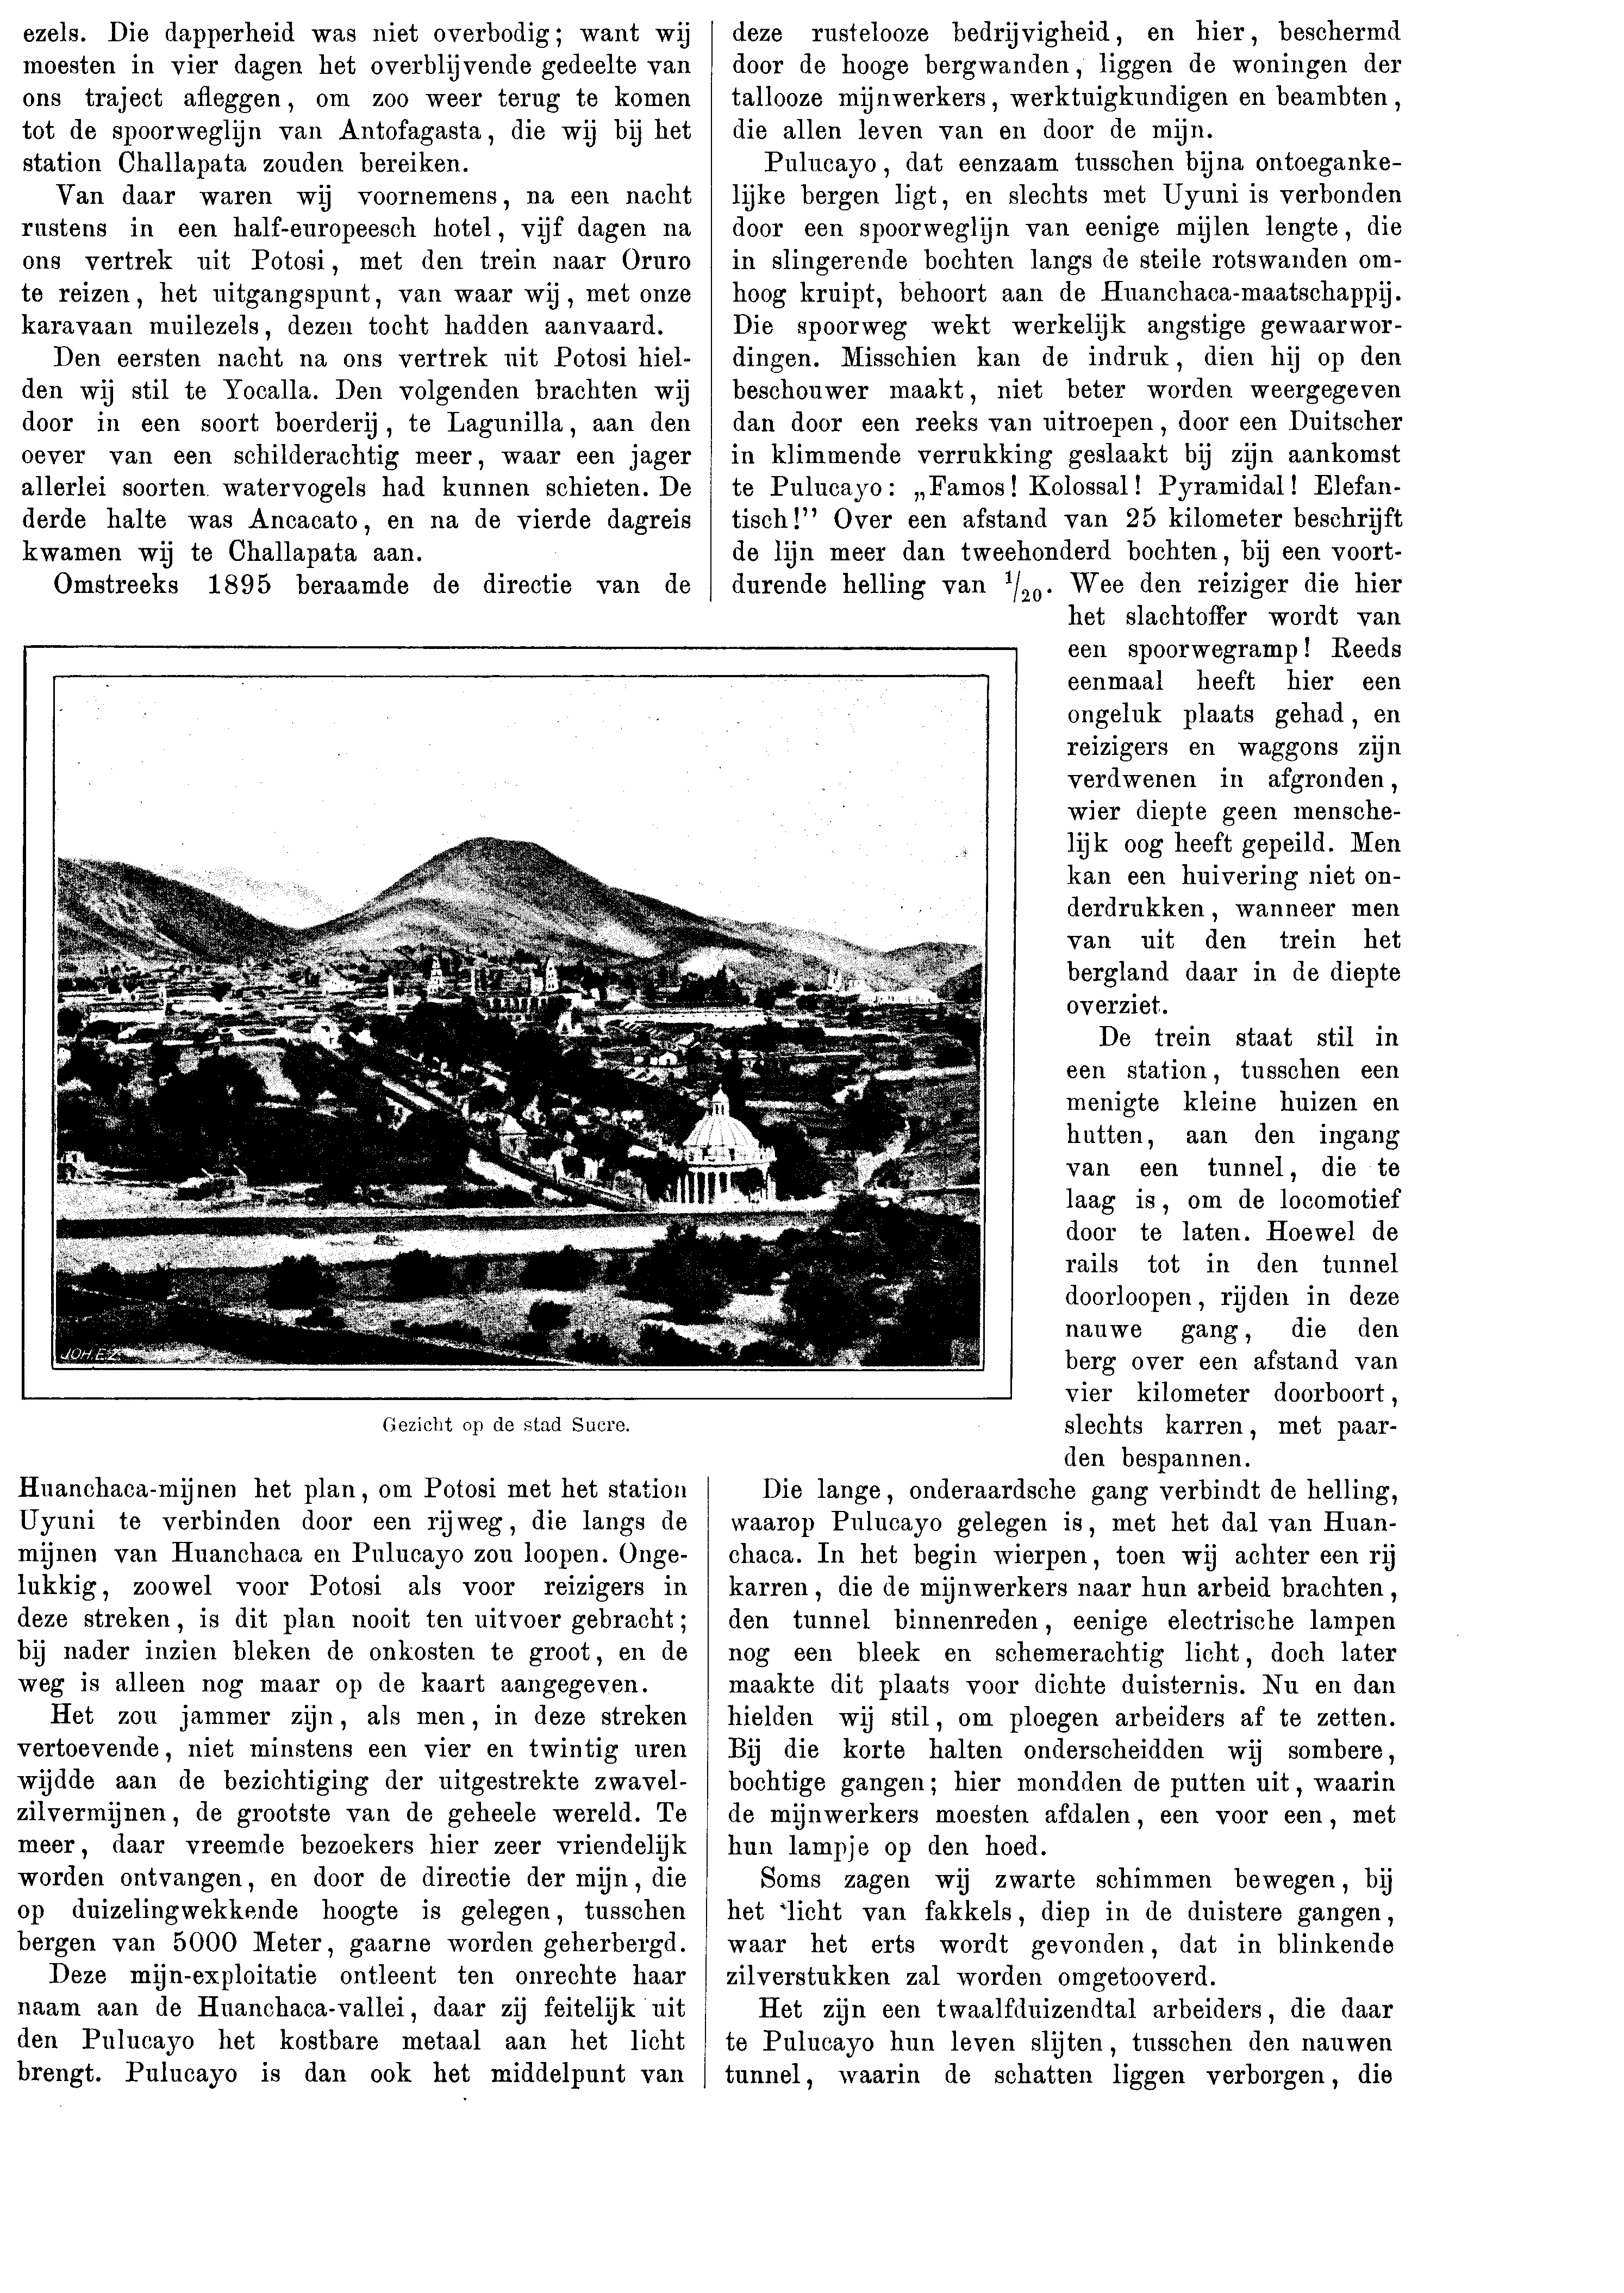 ezels. Die dapperheid was niet overbodig; want wij
moesten in vier dagen het overblijvende gedeelte van
ons traject afleggen, om zoo weer terug te komen
tot de spoorweglijn van Antofagasta, die wij bij het
station Challapata zouden bereiken.
Van daar waren wij voornemens, na een nacht
rustens in een half-europeesch hotel, vijf dagen na
ons vertrek uit Potosi, met den trein naar Oruro
te reizen, het uitgangspunt, van waar wij, met onze
karavaan muilezels, dezen tocht hadden aanvaard.
Den eersten nacht na ons vertrek uit Potosi hiel-
den wij stil te Yocalla. Den volgenden brachten wij
door in een soort boerderij, te Lagunilla, aan den
oever van een schilderachtig meer, waar een jager
allerlei soorten watervogels had kunnen schieten. De
derde halte was Ancacato, en na de vierde dagreis
kwamen wij te Challapata aan.
Omstreeks 1895 beraamde de directie van de
JOH.E.Z.
Gezicht op de stad Sucre.
Huanchaca-mijnen het plan, om Potosi met het station
Uyuni te verbinden door een rijweg, die langs de
mijnen van Huanchaca en Pulucayo zou loopen. Onge-
lukkig, zoowel voor Potosi als voor reizigers in
deze streken, is dit plan nooit ten uitvoer gebracht;
bij nader inzien bleken de onkosten te groot, en de
weg is alleen nog maar op de kaart aangegeven.
Het zou jammer zijn, als men, in deze streken
vertoevende, niet minstens een vier en twintig uren
wijdde aan de bezichtiging der uitgestrekte zwavel-
zilvermijnen, de grootste van de geheele wereld. Te
meer, daar vreemde bezoekers hier zeer vriendelijk
worden ontvangen, en door de directie der mijn, die
op duizelingwekkende hoogte is gelegen, tusschen
bergen van 5000 Meter, gaarne worden geherbergd.
Deze mijn-exploitatie ontleent ten onrechte haar
naam aan de Huanchaca-vallei, daar zij feitelijk uit
den Pulucayo het kostbare metaal aan het licht
brengt. Pulucayo is dan ook het middelpunt van
deze rustelooze bedrijvigheid, en hier, beschermd
door de hooge bergwanden, liggen de woningen der
tallooze mijnwerkers, werktuigkundigen en beambten,
die allen leven van en door de mijn.
Pulucayo, dat eenzaam tusschen bijna ontoeganke-
lijke bergen ligt, en slechts met Uyuni is verbonden
door een spoorweglijn van eenige mijlen lengte, die
in slingerende bochten langs de steile rotswanden om-
hoog kruipt, behoort aan de Huanchaca-maatschappij.
Die spoorweg wekt werkelijk angstige gewaarwor-
dingen. Misschien kan de indruk, dien hij op den
beschouwer maakt, niet beter worden weergegeven
dan door een reeks van uitroepen, door een Duitscher
in klimmende verrukking geslaakt bij zijn aankomst
te Pulucayo: „Famos! Kolossal! Pyramidal! Elefan-
tisch!” Over een afstand van 25 kilometer beschrijft
de lijn meer dan tweehonderd bochten, bij een voort-
durende helling van 1/20. Wee den reiziger die hier
het slachtoffer wordt van
een spoorwegramp! Reeds
eenmaal heeft hier een
ongeluk plaats gehad, en
reizigers en waggons zijn
verdwenen in afgronden,
wier diepte geen mensche-
lijk oog heeft gepeild. Men
kan een huivering niet on-
derdrukken, wanneer men
van uit den trein het
bergland daar in de diepte
overziet.
De trein staat stil in
een station, tusschen een
menigte kleine huizen en
hutten, aan den ingang
van een tunnel, die te
laag is, om de locomotief
door te laten. Hoewel de
rails tot in den tunnel
doorloopen, rijden in deze
nauwe gang, die den
berg over een afstand van
vier kilometer doorboort,
slechts karren, met paar-
den bespannen.
Die lange, onderaardsche gang verbindt de helling,
waarop Pulucayo gelegen is, met het dal van Huan-
chaca. In het begin wierpen, toen wij achter een rij
karren, die de mijnwerkers naar hun arbeid brachten,
den tunnel binnenreden, eenige electrische lampen
nog een bleek en schemerachtig licht, doch later
maakte dit plaats voor dichte duisternis. Nu en dan
hielden wij stil, om ploegen arbeiders af te zetten.
Bij die korte halten onderscheidden wij sombere,
bochtige gangen; hier mondden de putten uit, waarin
de mijnwerkers moesten afdalen, een voor een, met
hun lampje op den hoed.
Soms zagen wij zwarte schimmen bewegen, bij
het licht van fakkels, diep in de duistere gangen,
waar het erts wordt gevonden, dat in blinkende
zilverstukken zal worden omgetooverd.
Het zijn een twaalfduizendtal arbeiders, die daar
te Pulucayo hun leven slijten, tusschen den nauwen
tunnel, waarin de schatten liggen verborgen, die